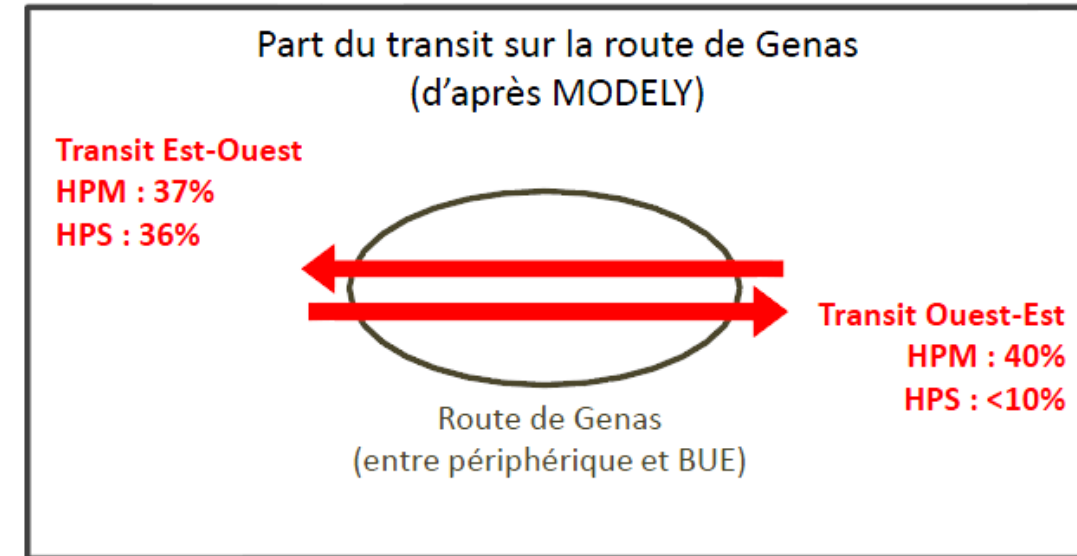 Part du transit sur la route de Genas
(d'après MODELY)
Transit Est-Ouest
HPM : 37%
HPS : 36%
Transit Ouest-Est
HPM : 40%
HPS : <10%
Route de Genas
(entre périphérique et BUE)